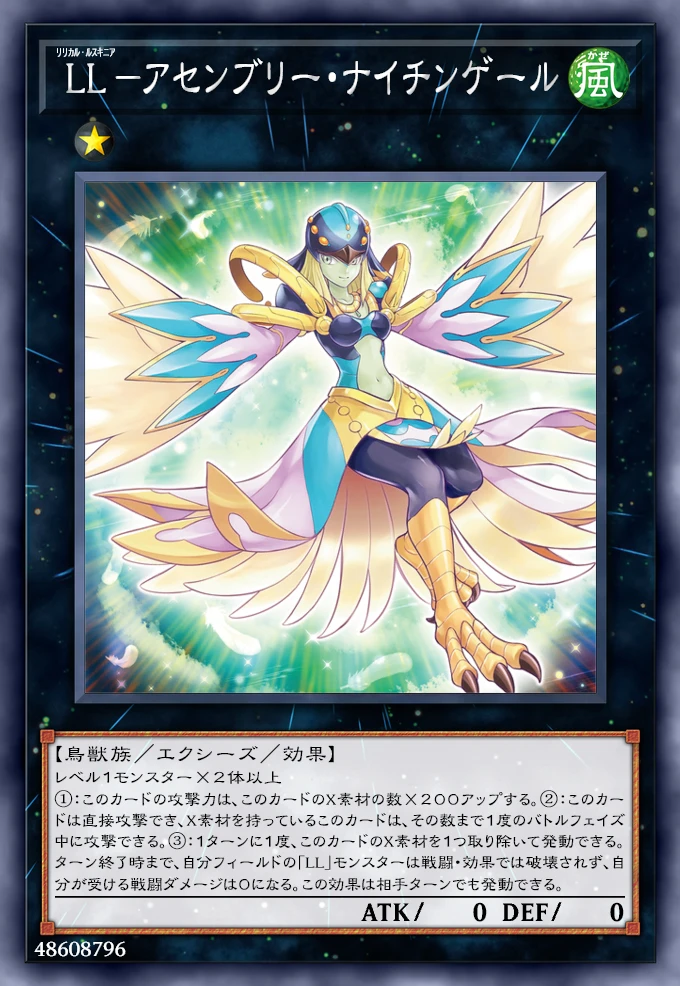 リリカル・ルスキニア
LL－アセンブリー・ナイチンゲール
かぜ
風
【鳥獣族／エクシーズ／効果】
レベル１モンスター×２体以上
①：このカードの攻撃力は、このカードのX素材の数×２００アップする。②：このカー
ドは直接攻撃でき、X素材を持っているこのカードは、その数まで１度のバトルフェイズ
中に攻撃できる。③：１ターンに１度、このカードのX素材を１つ取り除いて発動できる。
ターン終了時まで、自分フィールドの「LL」モンスターは戦闘・効果では破壊されず、自
分が受ける戦闘ダメージは０になる。この効果は相手ターンでも発動できる。
ATK/ 0 DEF/ 0
48608796